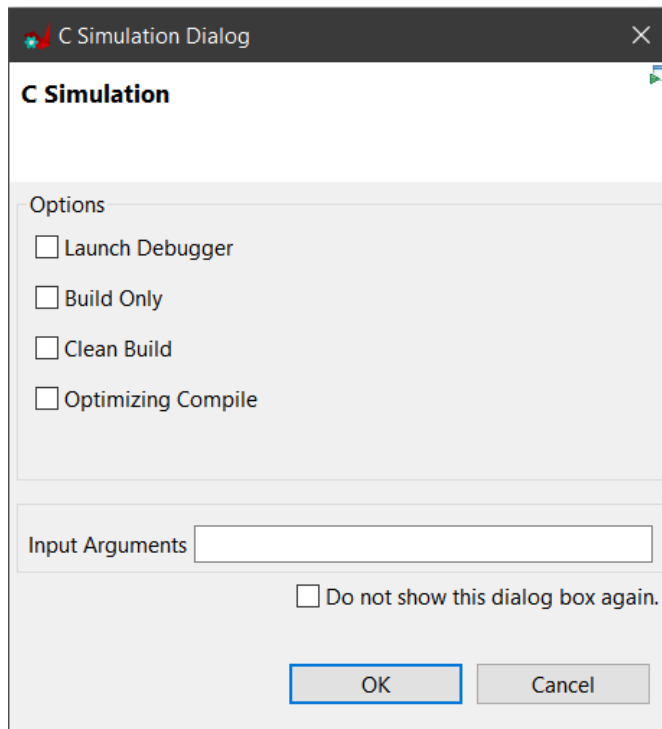 C Simulation Dialog
C Simulation
Options
Launch Debugger
Build Only
Clean Build
Optimizing Compile
Input Arguments
Do not show this dialog box again.
OK Cancel